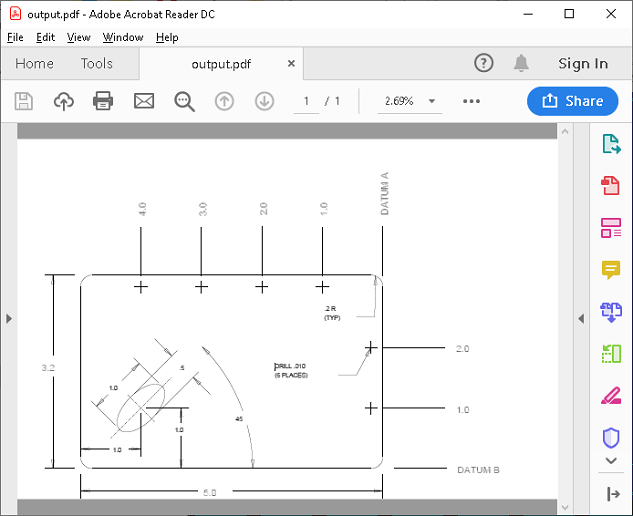 output.pdf - Adobe Acrobat Reader DC
File Edit View Window Help
Home Tools output.pdf × Sign In
1 / 1 2.69% Share
4.0 3.0 2.0 1.0 DATUM A
.2 R
(TYP)
3.2
DRILL .010
(6 PLACES)
2.0
1.0
.5
1.0
.45
1.0
1.0
DATUM B
5.0